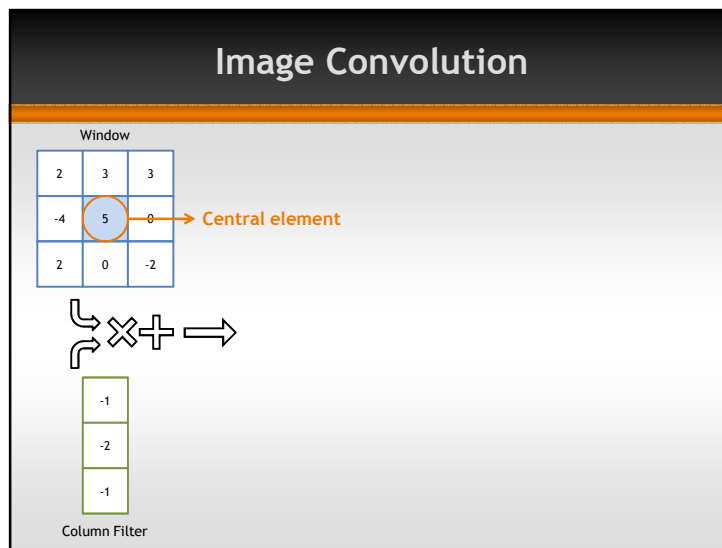 Image Convolution
Window
2 3 3
-4 5 0
Central element
2 0 -2
-1
-2
-1
Column Filter